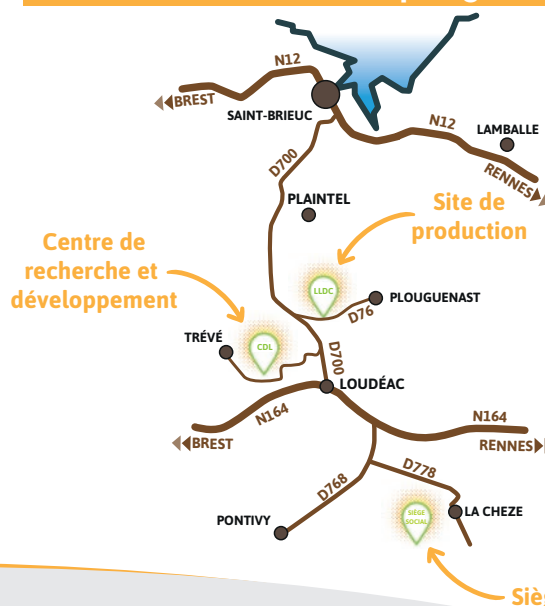 N12
BREST
SAINT-BRIEUC
N12
LAMBALLE
RENNES
D700
PLAINTEL
Site de
production
Centre de
recherche et
développement
LLDC
PLOUGUENAST
D76
TRÉVÉ
CDL
D700
LOUDÉAC
N164
BREST
N164
RENNES
D768
D778
PONTIVY
SIÈGE
SOCIAL
LA CHEZE